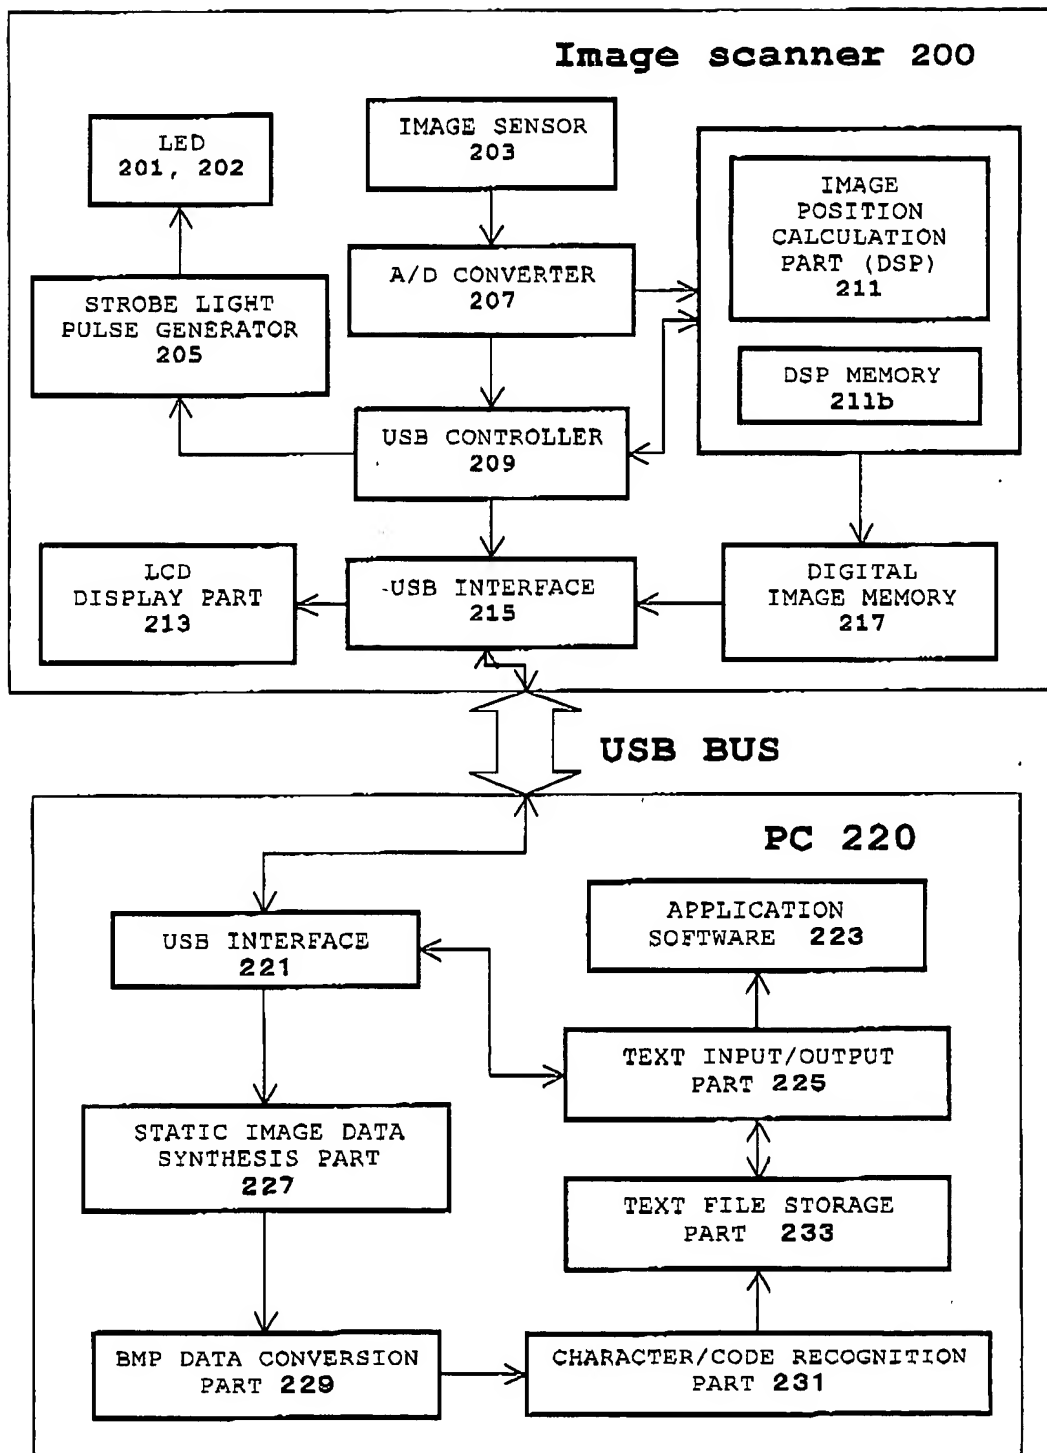 Image scanner 200
LED
201, 202
IMAGE SENSOR
203
IMAGE
POSITION
CALCULATION
PART (DSP)
211
A/D CONVERTER
207
STROBE LIGHT
PULSE GENERATOR
205
DSP MEMORY
211b
USB CONTROLLER
209
LCD
DISPLAY PART
213
USB INTERFACE
215
DIGITAL
IMAGE MEMORY
217
USB BUS
PC 220
APPLICATION
SOFTWARE 223
USB INTERFACE
221
TEXT INPUT/OUTPUT
PART 225
STATIC IMAGE DATA
SYNTHESIS PART
227
TEXT FILE STORAGE
PART 233
BMP DATA CONVERSION
PART 229
CHARACTER/CODE RECOGNITION
PART 231